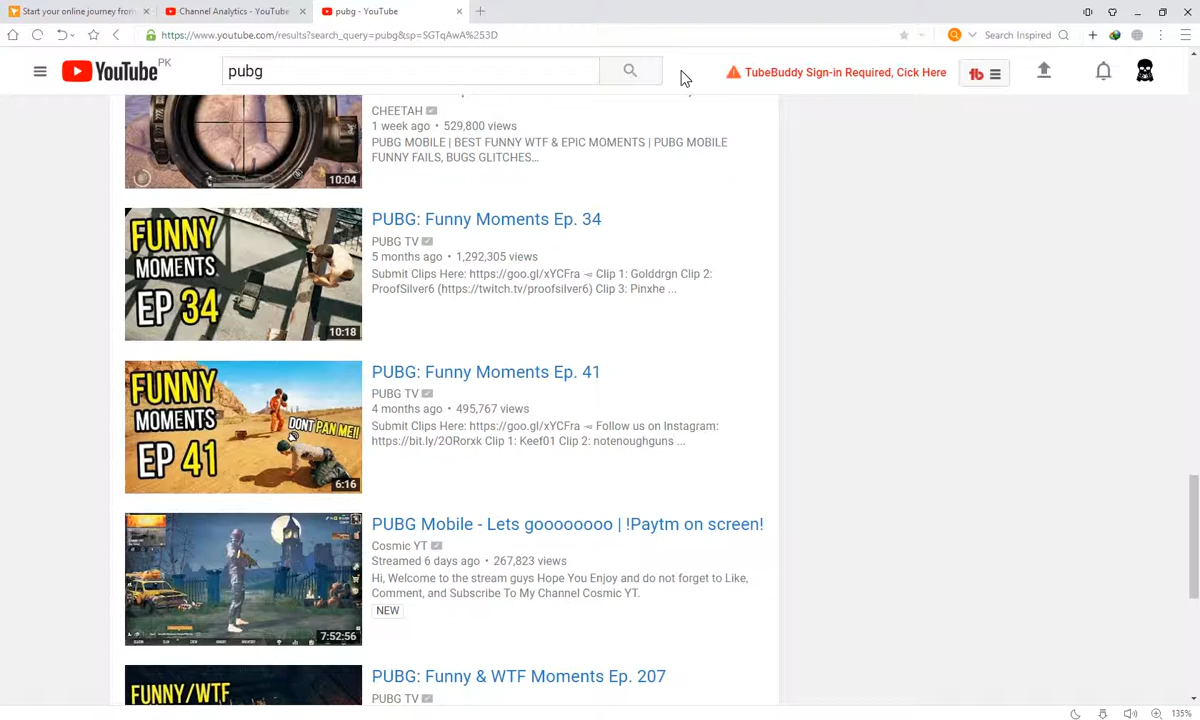 Start your online journey from
Channel Analytics - YouTube
pubg - YouTube
https://www.youtube.com/results?search_query=pubg&sp=SGTqAwA%253D
Search Inspired
YouTube PK
pubg
TubeBuddy Sign-in Required, Cick Here
tb
CHEETAH
1 week ago • 529,800 views
PUBG MOBILE | BEST FUNNY WTF & EPIC MOMENTS | PUBG MOBILE
FUNNY FAILS, BUGS GLITCHES...
10:04
FUNNY
MOMENTS
EP 34
10:18
PUBG: Funny Moments Ep. 34
PUBG TV
5 months ago • 1,292,305 views
Submit Clips Here: https://goo.gl/xYCFra ⊰ Clip 1: Golddrgn Clip 2:
ProofSilver6 (https://twitch.tv/proofsilver6) Clip 3: Pinxhe ...
FUNNY
MOMENTS
EP 41
DONT PAN ME!!
6:16
PUBG: Funny Moments Ep. 41
PUBG TV
4 months ago • 495,767 views
Submit Clips Here: https://goo.gl/xYCFra ⊰ Follow us on Instagram:
https://bit.ly/2ORorxk Clip 1: Keef01 Clip 2: notenoughguns ...
7:52:56
PUBG Mobile - Lets goooooooo | !Paytm on screen!
Cosmic YT
Streamed 6 days ago • 267,823 views
Hi, Welcome to the stream guys Hope You Enjoy and do not forget to Like,
Comment, and Subscribe To My Channel Cosmic YT.
NEW
FUNNY/WTF
PUBG: Funny & WTF Moments Ep. 207
PUBG TV
135%